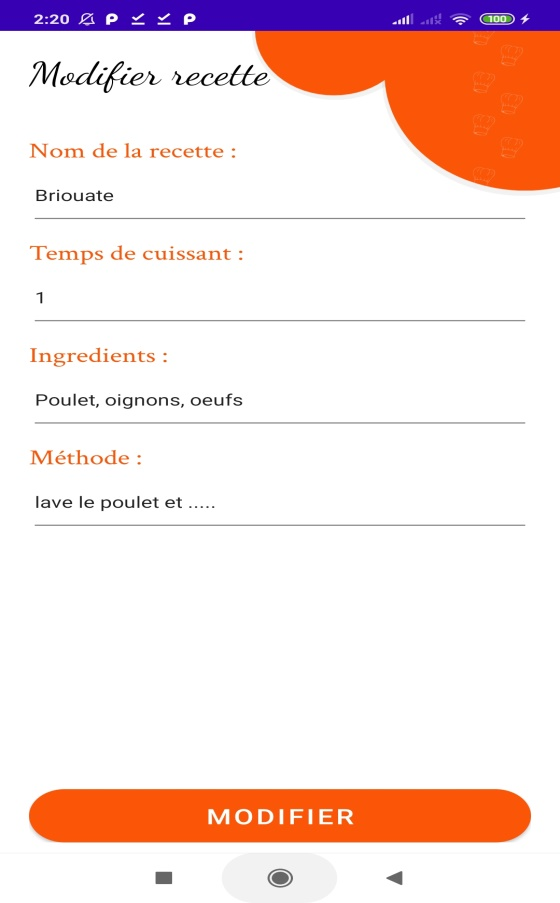 2:20
100
Modifier recette
Nom de la recette :
Briouate
Temps de cuissant :
1
Ingredients :
Poulet, oignons, oeufs
Méthode :
lave le poulet et .....
MODIFIER